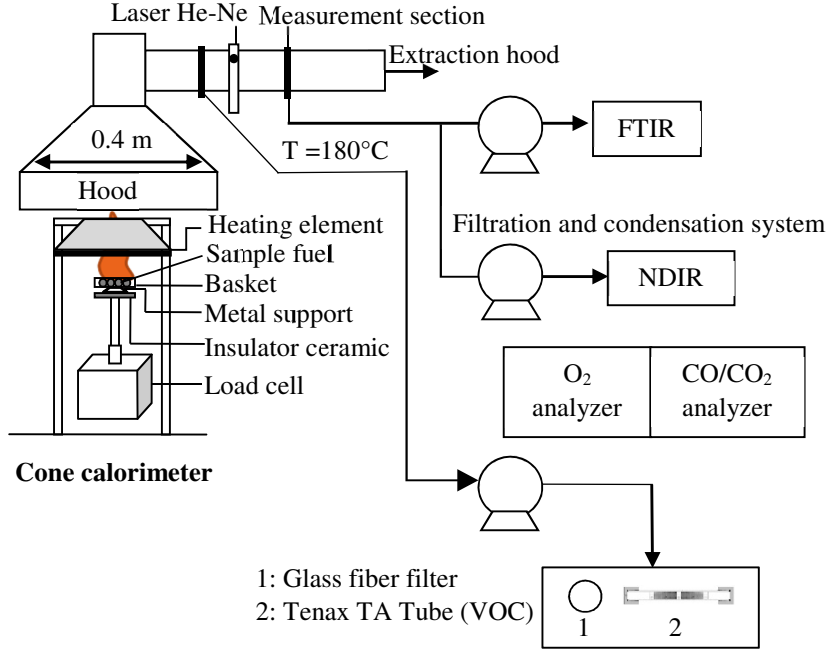 Laser He-Ne
Measurement section
Extraction hood
0.4 m
T =180°C
FTIR
Hood
Filtration and condensation system
Heating element
Sample fuel
Basket
NDIR
Metal support
Insulator ceramic
Load cell
O₂
analyzer
CO/CO₂
analyzer
Cone calorimeter
1: Glass fiber filter
2: Tenax TA Tube (VOC)
1
2